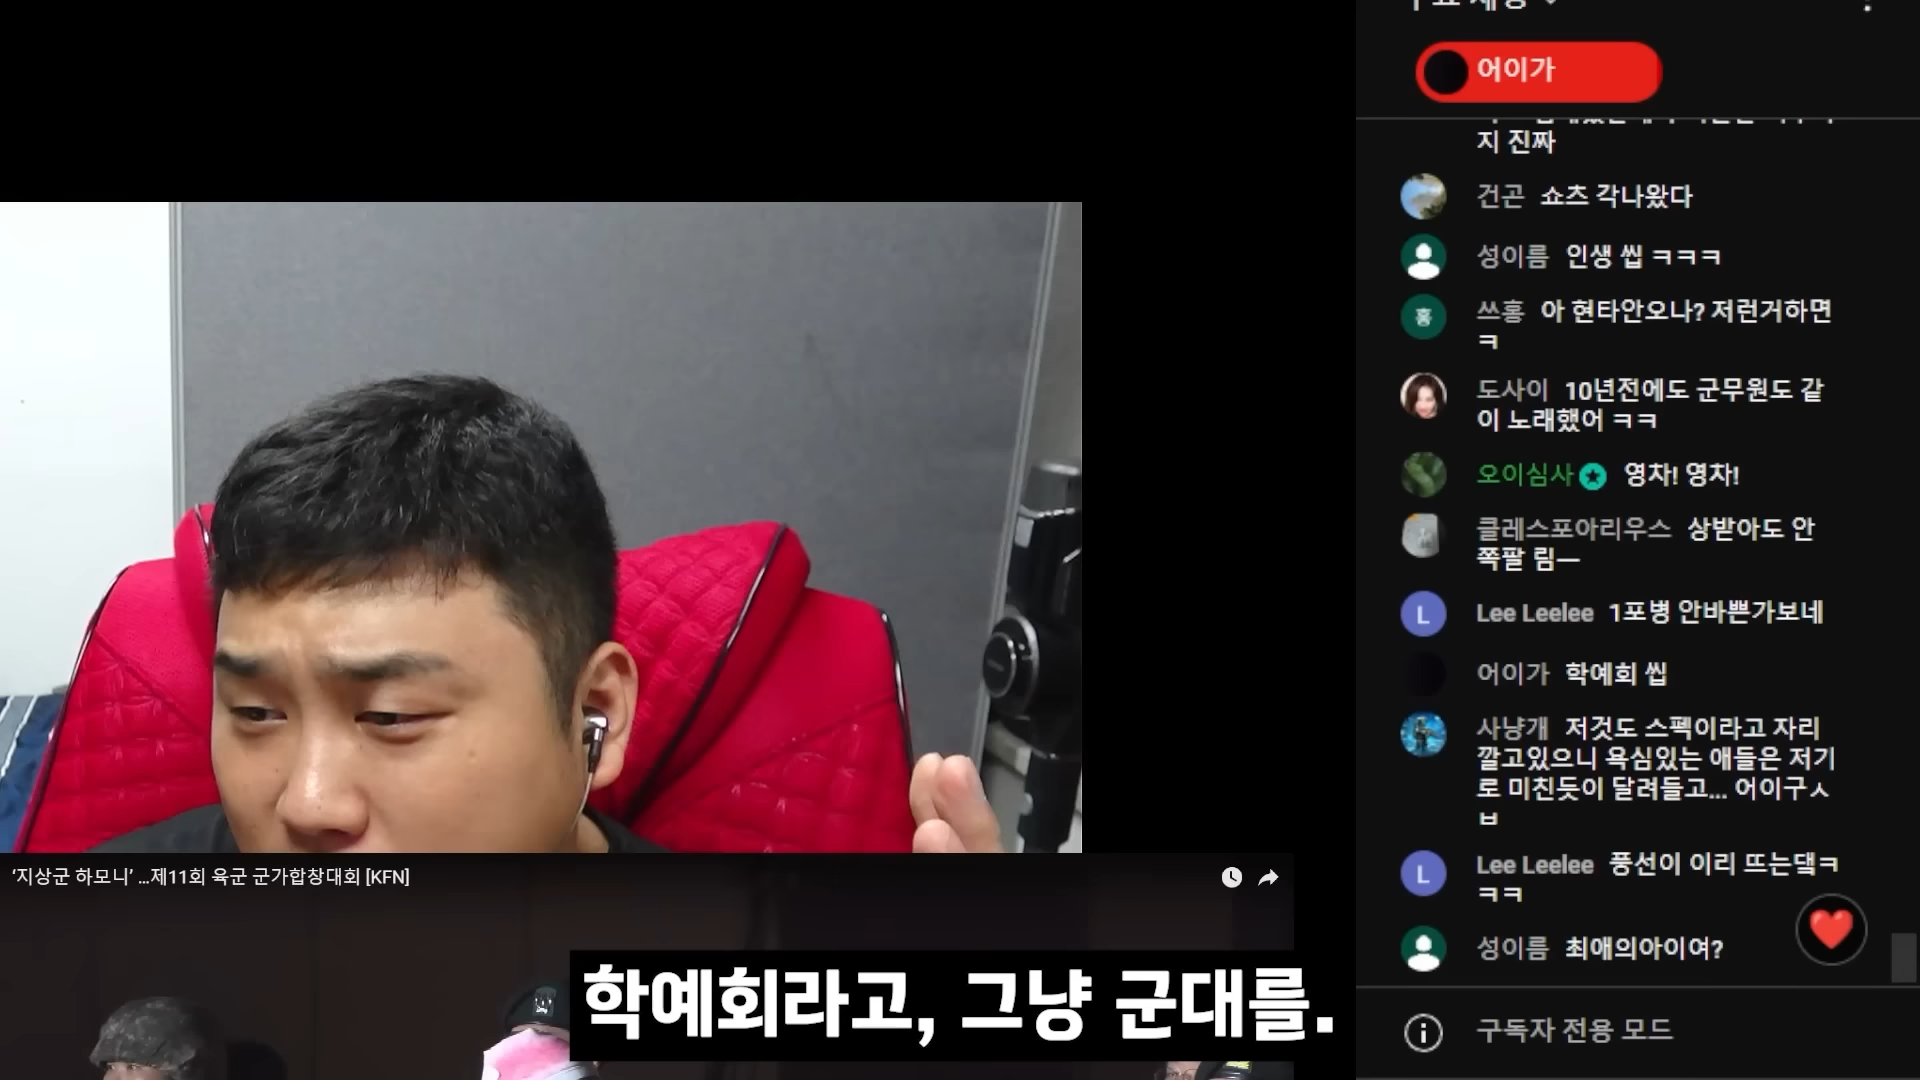 어이가
지 진짜
건곤 쇼츠 각나왔다
성이름 인생 씹 ㅋㅋㅋ
홍
쓰홍 아 현타안오나? 저런거하면
ㅋ
도사이 10년전에도 군무원도 같
이 노래했어 ㅋㅋ
오이심사 영차! 영차!
클레스포아리우스 상받아도 안
쪽팔 림ㅡ
L
Lee Leelee 1포병 안바쁜가보네
어이가 학예회 씹
사냥개 저것도 스펙이라고 자리
깔고있으니 욕심있는 애들은 저기
로 미친듯이 달려들고... 어이구ㅅ
ㅂ
L
Lee Leelee 풍선이 이리 뜨는댘ㅋ
ㅋㅋ
성이름 최애의아이여?
구독자 전용 모드
‘지상군 하모니’ ...제11회 육군 군가합창대회 [KFN]
학예회라고, 그냥 군대를.